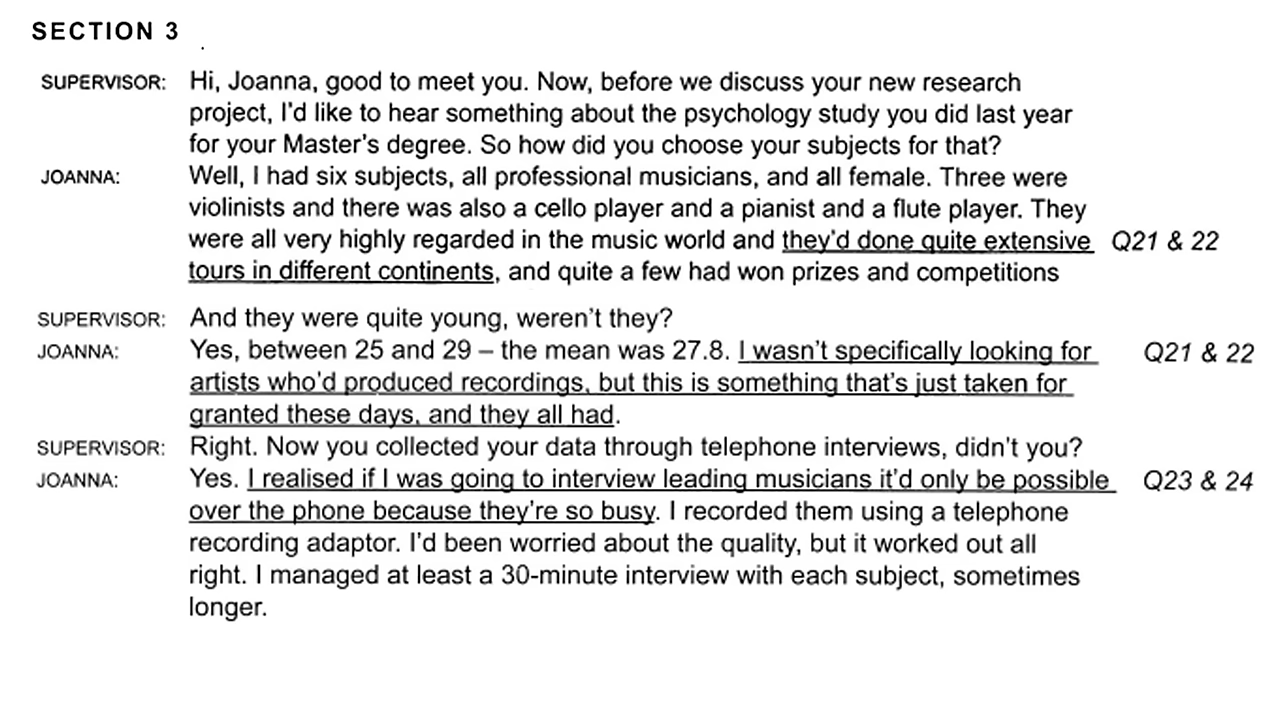 SECTION 3
SUPERVISOR: Hi, Joanna, good to meet you. Now, before we discuss your new research
project, I'd like to hear something about the psychology study you did last year
for your Master's degree. So how did you choose your subjects for that?
JOANNA: Well, I had six subjects, all professional musicians, and all female. Three were
violinists and there was also a cello player and a pianist and a flute player. They
were all very highly regarded in the music world and they'd done quite extensive Q21 & 22
tours in different continents, and quite a few had won prizes and competitions
SUPERVISOR: And they were quite young, weren't they?
JOANNA: Yes, between 25 and 29 – the mean was 27.8. I wasn't specifically looking for Q21 & 22
artists who'd produced recordings, but this is something that's just taken for
granted these days, and they all had.
SUPERVISOR: Right. Now you collected your data through telephone interviews, didn't you?
JOANNA: Yes. I realised if I was going to interview leading musicians it'd only be possible Q23 & 24
over the phone because they're so busy. I recorded them using a telephone
recording adaptor. I'd been worried about the quality, but it worked out all
right. I managed at least a 30-minute interview with each subject, sometimes
longer.